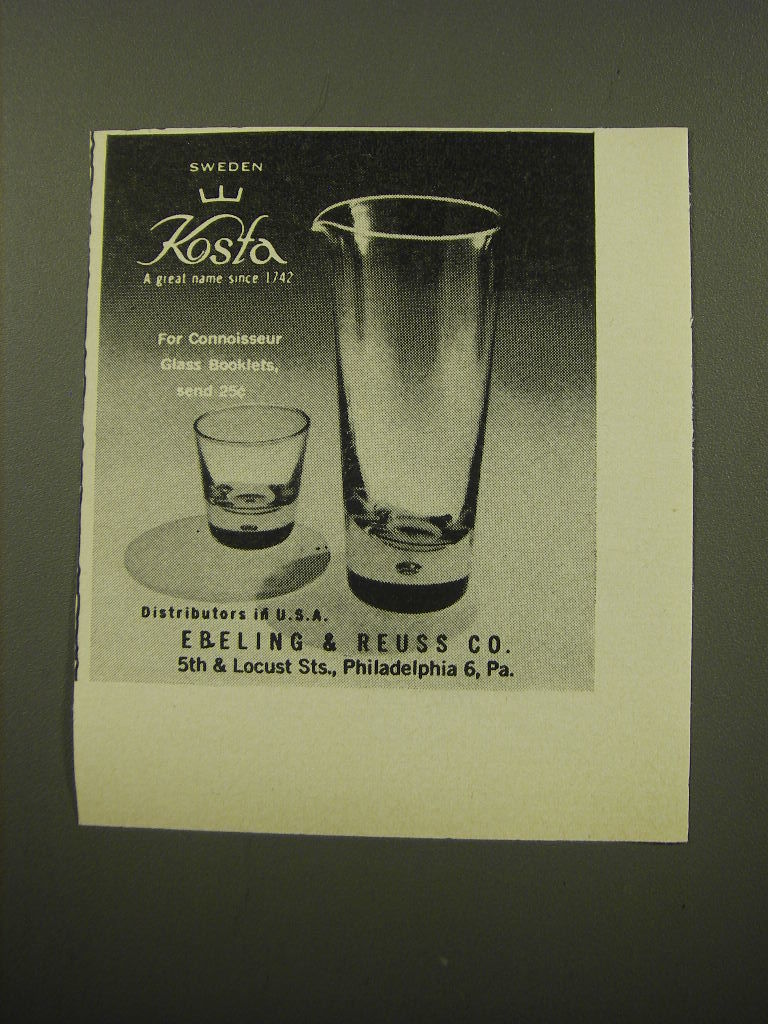 SWEDEN
Kosta
A great name since 1742
For Connoisseur
Glass Booklets,
send 25¢
Distributors in U.S.A.
EBELING & REUSS CO.
5th & Locust Sts., Philadelphia 6, Pa.